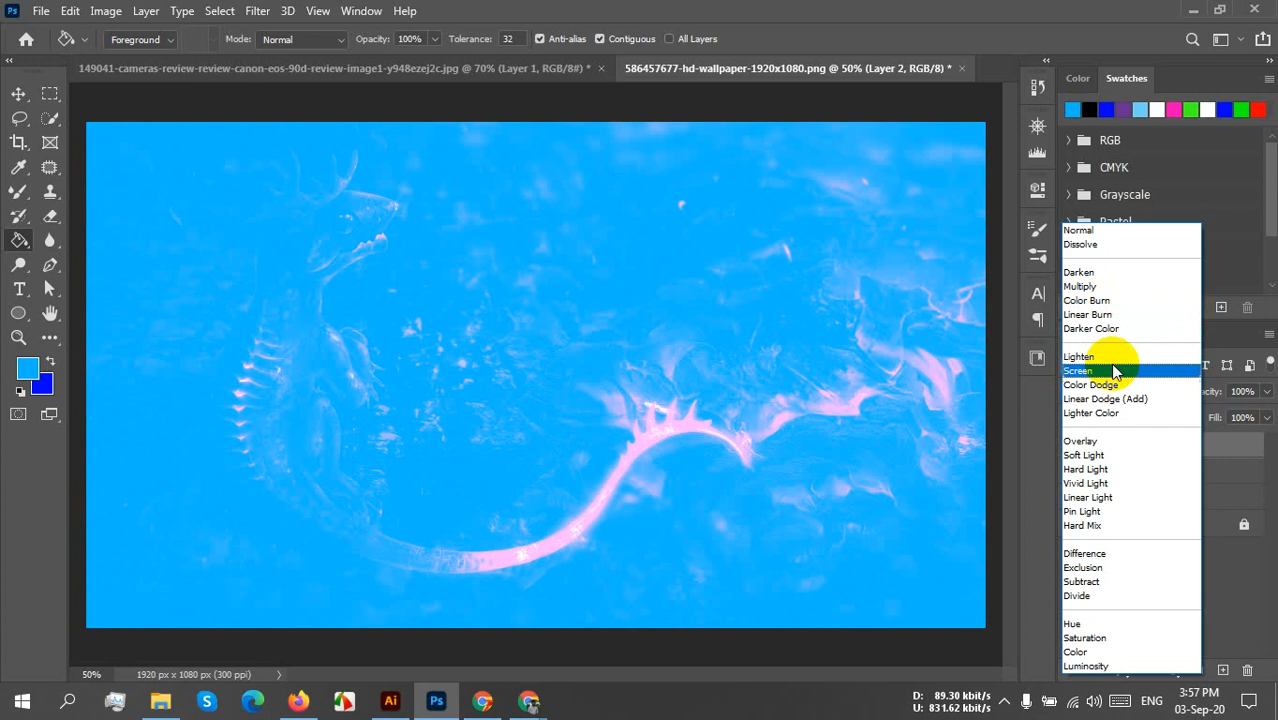 Ps File Edit Image Layer Type Select Filter 3D View Window Help
Foreground Mode: Normal Opacity: 100% Tolerance: 32 Anti-alias Contiguous All Layers
149041-cameras-review-review-canon-eos-90d-review-image1-y948ezej2c.jpg @ 70% (Layer 1, RGB/8#) * 586457677-hd-wallpaper-1920x1080.png @ 50% (Layer 2, RGB/8) *
Color Swatches
RGB
CMYK
Grayscale
Pastel
Normal
Dissolve
Darken
Multiply
Color Burn
Linear Burn
Darker Color
Lighten
Screen
Color Dodge
Linear Dodge (Add)
Lighter Color
Overlay
Soft Light
Hard Light
Vivid Light
Linear Light
Pin Light
Hard Mix
Difference
Exclusion
Subtract
Divide
Hue
Saturation
Color
Luminosity
100%
Fill: 100%
50% 1920 px x 1080 px (300 ppi)
Ai Ps
D: 89.30 kbit/s
U: 831.62 kbit/s
ENG
3:57 PM
03-Sep-20